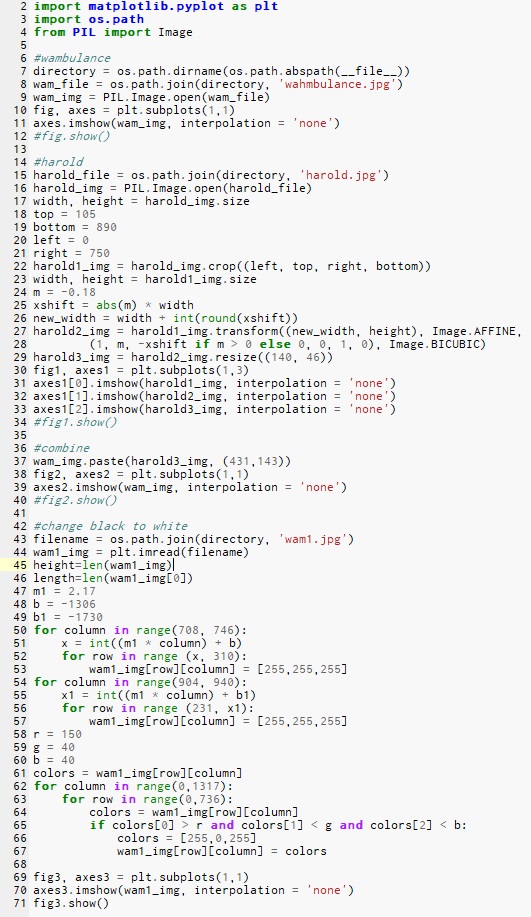 2 import matplotlib.pyplot as plt
3 import os.path
4 from PIL import Image
5
6 #wambulance
7 directory = os.path.dirname(os.path.abspath(__file__))
8 wam_file = os.path.join(directory, 'wahmbulance.jpg')
9 wam_img = PIL.Image.open(wam_file)
10 fig, axes = plt.subplots(1,1)
11 axes.imshow(wam_img, interpolation = 'none')
12 #fig.show()
13
14 #harold
15 harold_file = os.path.join(directory, 'harold.jpg')
16 harold_img = PIL.Image.open(harold_file)
17 width, height = harold_img.size
18 top = 105
19 bottom = 890
20 left = 0
21 right = 750
22 harold1_img = harold_img.crop((left, top, right, bottom))
23 width, height = harold1_img.size
24 m = -0.18
25 xshift = abs(m) * width
26 new_width = width + int(round(xshift))
27 harold2_img = harold1_img.transform((new_width, height), Image.AFFINE,
28         (1, m, -xshift if m > 0 else 0, 0, 1, 0), Image.BICUBIC)
29 harold3_img = harold2_img.resize((140, 46))
30 fig1, axes1 = plt.subplots(1,3)
31 axes1[0].imshow(harold1_img, interpolation = 'none')
32 axes1[1].imshow(harold2_img, interpolation = 'none')
33 axes1[2].imshow(harold3_img, interpolation = 'none')
34 #fig1.show()
35
36 #combine
37 wam_img.paste(harold3_img, (431,143))
38 fig2, axes2 = plt.subplots(1,1)
39 axes2.imshow(wam_img, interpolation = 'none')
40 #fig2.show()
41
42 #change black to white
43 filename = os.path.join(directory, 'wam1.jpg')
44 wam1_img = plt.imread(filename)
45 height=len(wam1_img)
46 length=len(wam1_img[0])
47 m1 = 2.17
48 b = -1306
49 b1 = -1730
50 for column in range(708, 746):
51     x = int((m1 * column) + b)
52     for row in range (x, 310):
53         wam1_img[row][column] = [255,255,255]
54 for column in range(904, 940):
55     x1 = int((m1 * column) + b1)
56     for row in range (231, x1):
57         wam1_img[row][column] = [255,255,255]
58 r = 150
59 g = 40
60 b = 40
61 colors = wam1_img[row][column]
62 for column in range(0,1317):
63     for row in range(0,736):
64         colors = wam1_img[row][column]
65         if colors[0] > r and colors[1] < g and colors[2] < b:
66             colors = [255,0,255]
67         wam1_img[row][column] = colors
68
69 fig3, axes3 = plt.subplots(1,1)
70 axes3.imshow(wam1_img, interpolation = 'none')
71 fig3.show()